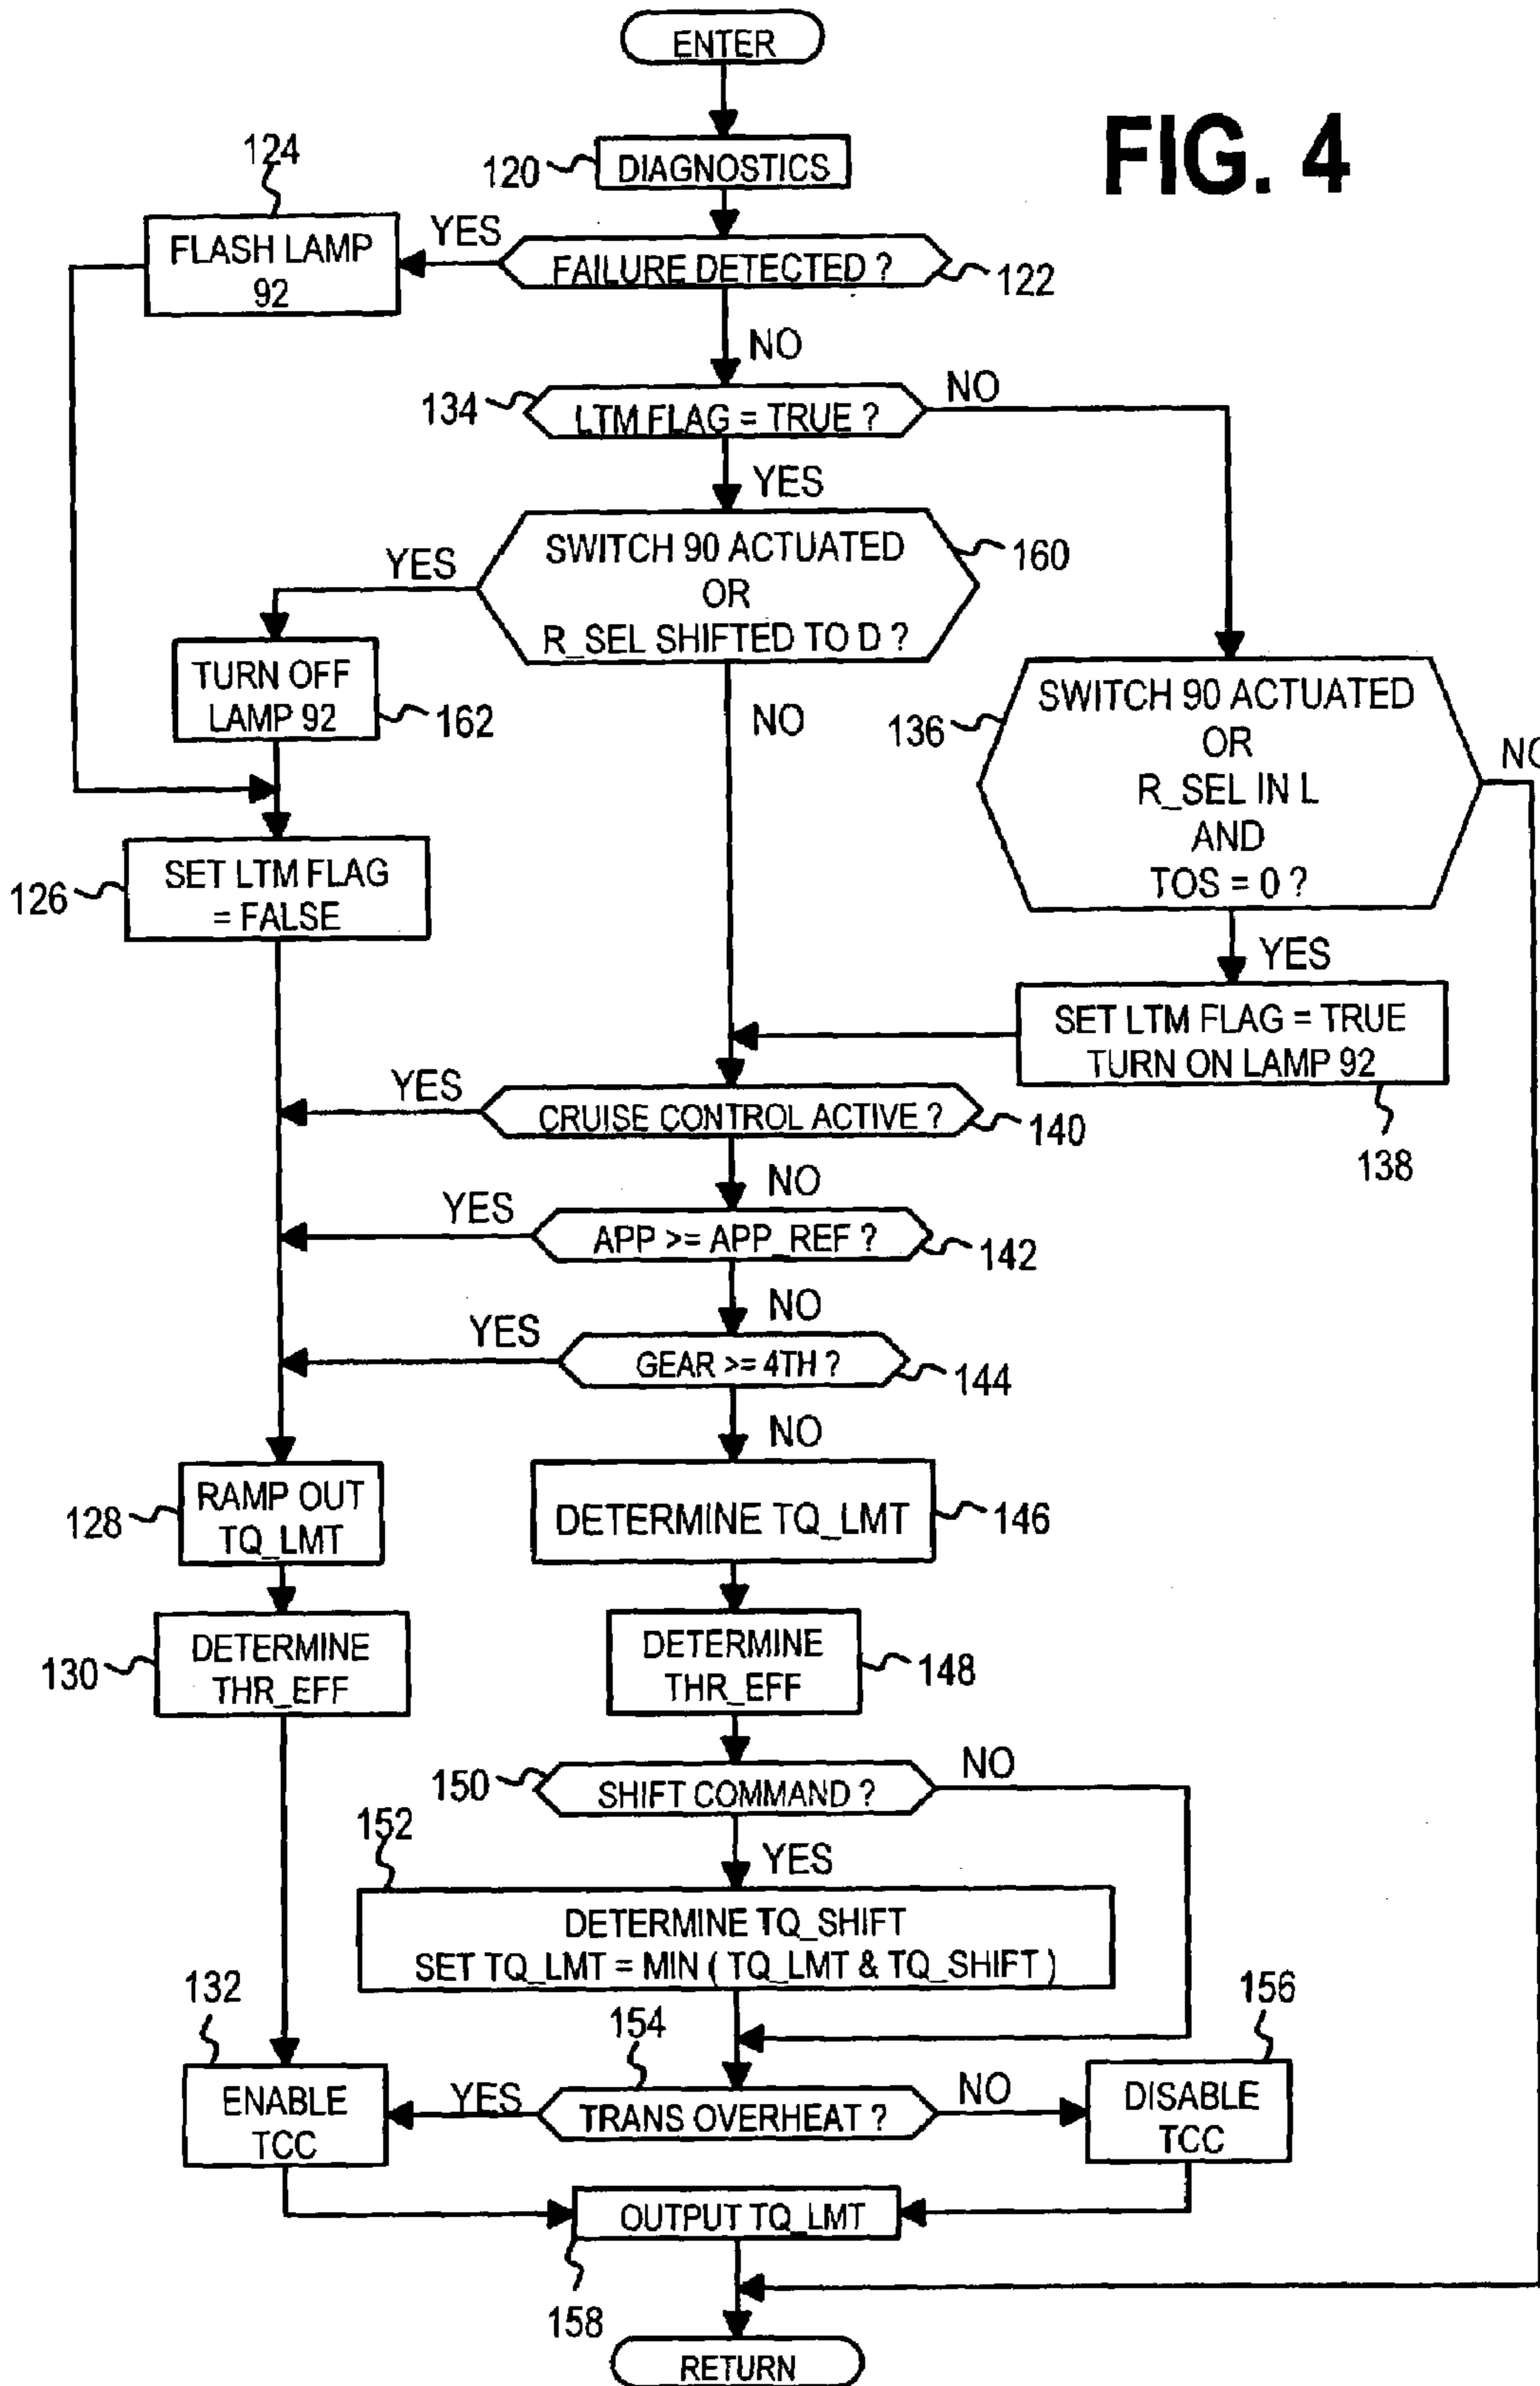 ENTER
FIG. 4
120
DIAGNOSTICS
124
FLASH LAMP
92
YES
FAILURE DETECTED ?
122
NO
134
LTM FLAG = TRUE ?
NO
YES
SWITCH 90 ACTUATED
OR
R_SEL SHIFTED TO D ?
160
YES
TURN OFF
LAMP 92
162
NO
136
SWITCH 90 ACTUATED
OR
R_SEL IN L
AND
TOS = 0 ?
NO
YES
126
SET LTM FLAG
= FALSE
SET LTM FLAG = TRUE
TURN ON LAMP 92
138
YES
CRUISE CONTROL ACTIVE ?
140
NO
YES
APP >= APP_REF ?
142
NO
YES
GEAR >= 4TH ?
144
NO
128
RAMP OUT
TQ_LMT
DETERMINE TQ_LMT
146
130
DETERMINE
THR_EFF
DETERMINE
THR_EFF
148
150
SHIFT COMMAND ?
NO
YES
152
DETERMINE TQ_SHIFT
SET TQ_LMT = MIN ( TQ_LMT & TQ_SHIFT )
132
ENABLE
TCC
154
YES
TRANS OVERHEAT ?
NO
156
DISABLE
TCC
OUTPUT TQ_LMT
158
RETURN